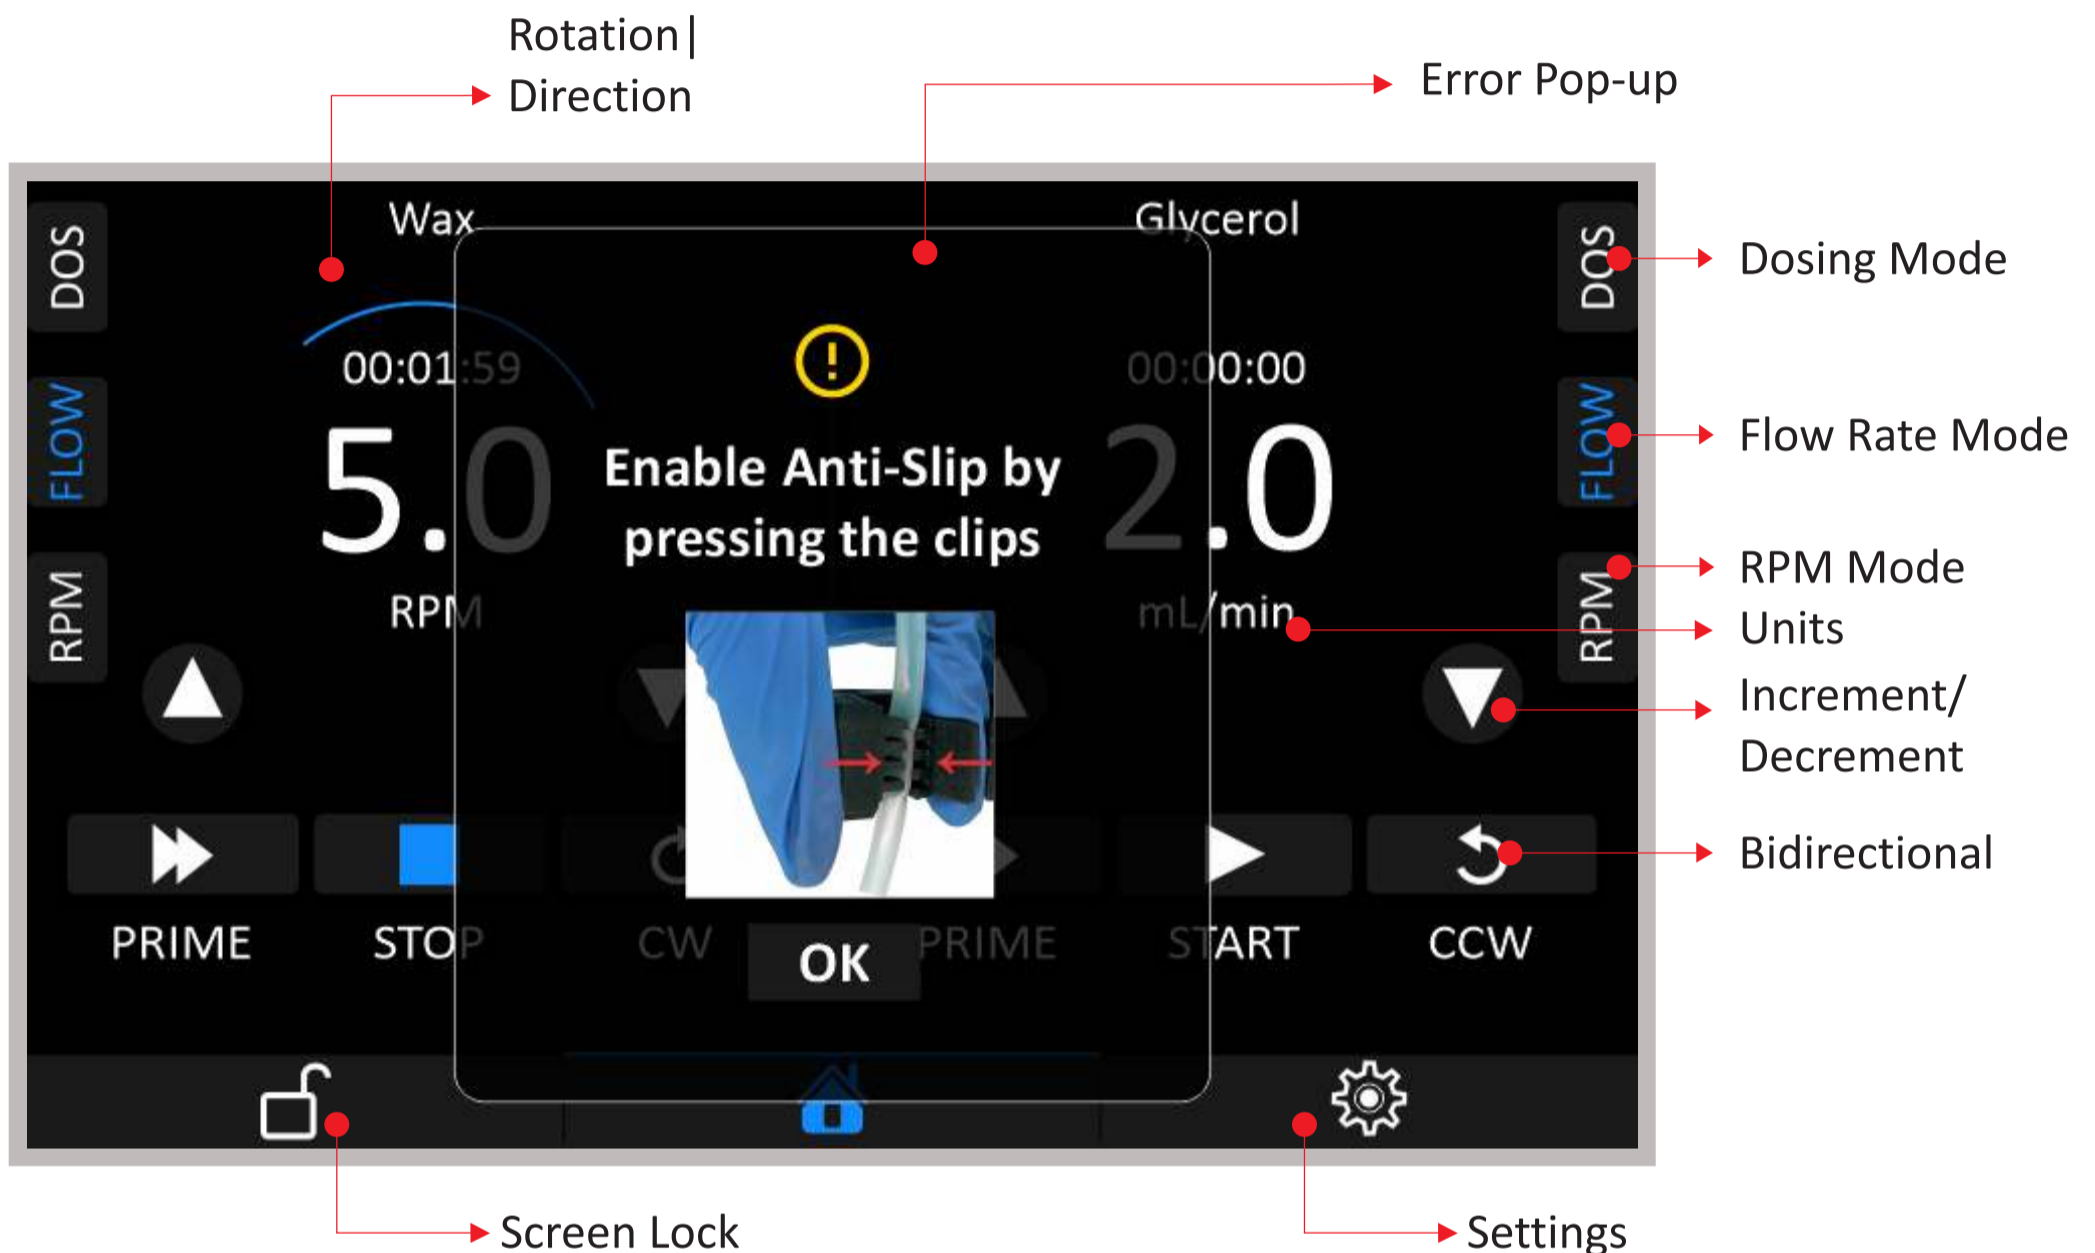 Rotation|
Direction
Error Pop-up
Wax
Glycerol
DOS
DOS
Dosing Mode
00:01:59
00:00:00
FLOW
FLOW
Flow Rate Mode
5.0
2.0
Enable Anti-Slip by
pressing the clips
RPM
mL/min
RPM
RPM
RPM Mode
Units
Increment/
Decrement
Bidirectional
PRIME
STOP
CW
PRIME
START
CCW
OK
Screen Lock
Settings